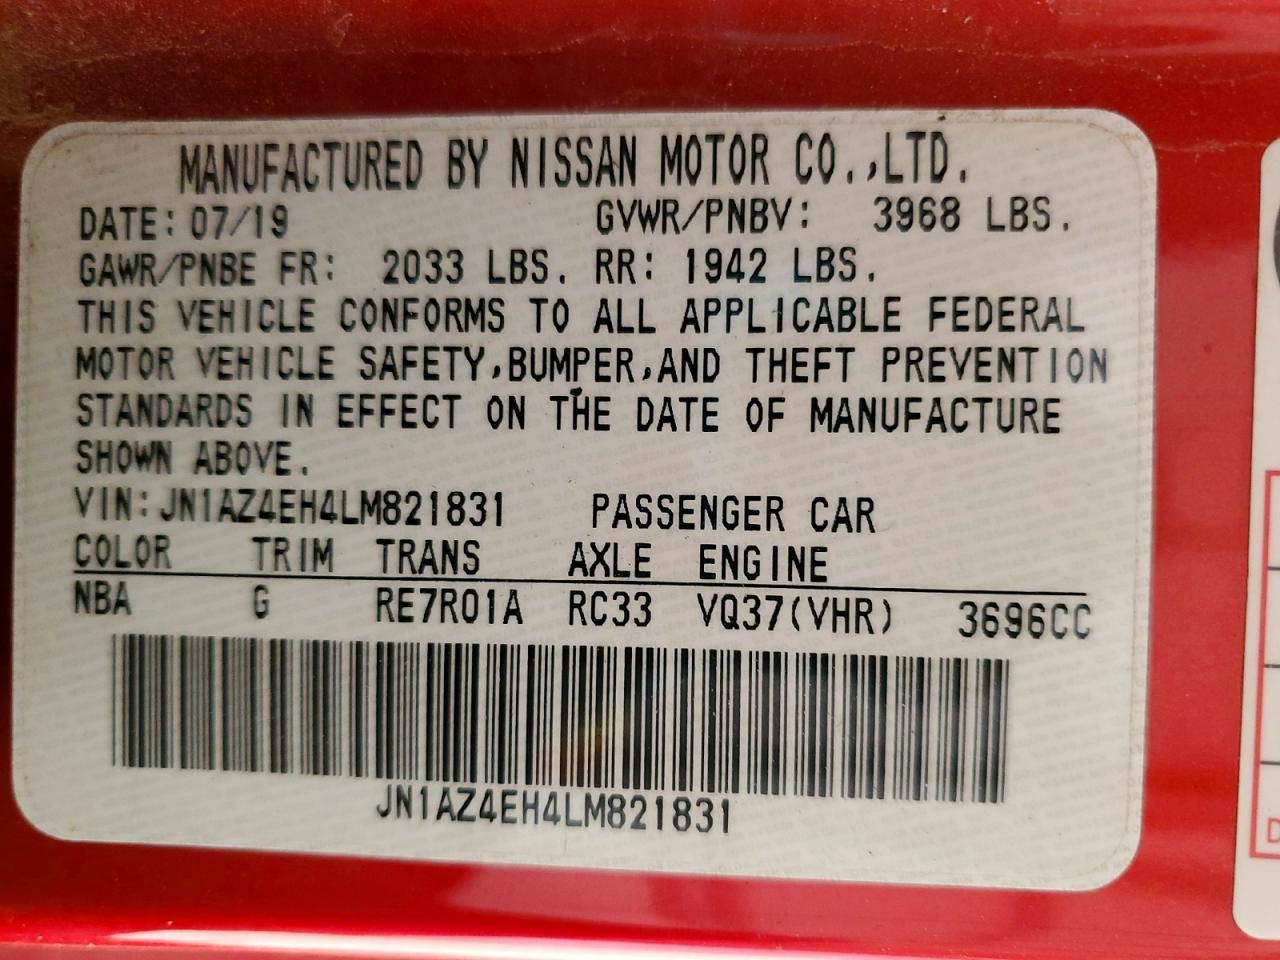 MANUFACTURED BY NISSAN MOTOR CO.,LTD.
DATE: 07/19 GVWR/PNBV: 3968 LBS.
GAWR/PNBE FR: 2033 LBS. RR: 1942 LBS.
THIS VEHICLE CONFORMS TO ALL APPLICABLE FEDERAL
MOTOR VEHICLE SAFETY,BUMPER,AND THEFT PREVENTION
STANDARDS IN EFFECT ON THE DATE OF MANUFACTURE
SHOWN ABOVE.
VIN:JN1AZ4EH4LM821831 PASSENGER CAR
COLOR TRIM TRANS AXLE ENGINE
NBA G RE7R01A RC33 VQ37(VHR) 3696CC
JN1AZ4EH4LM821831